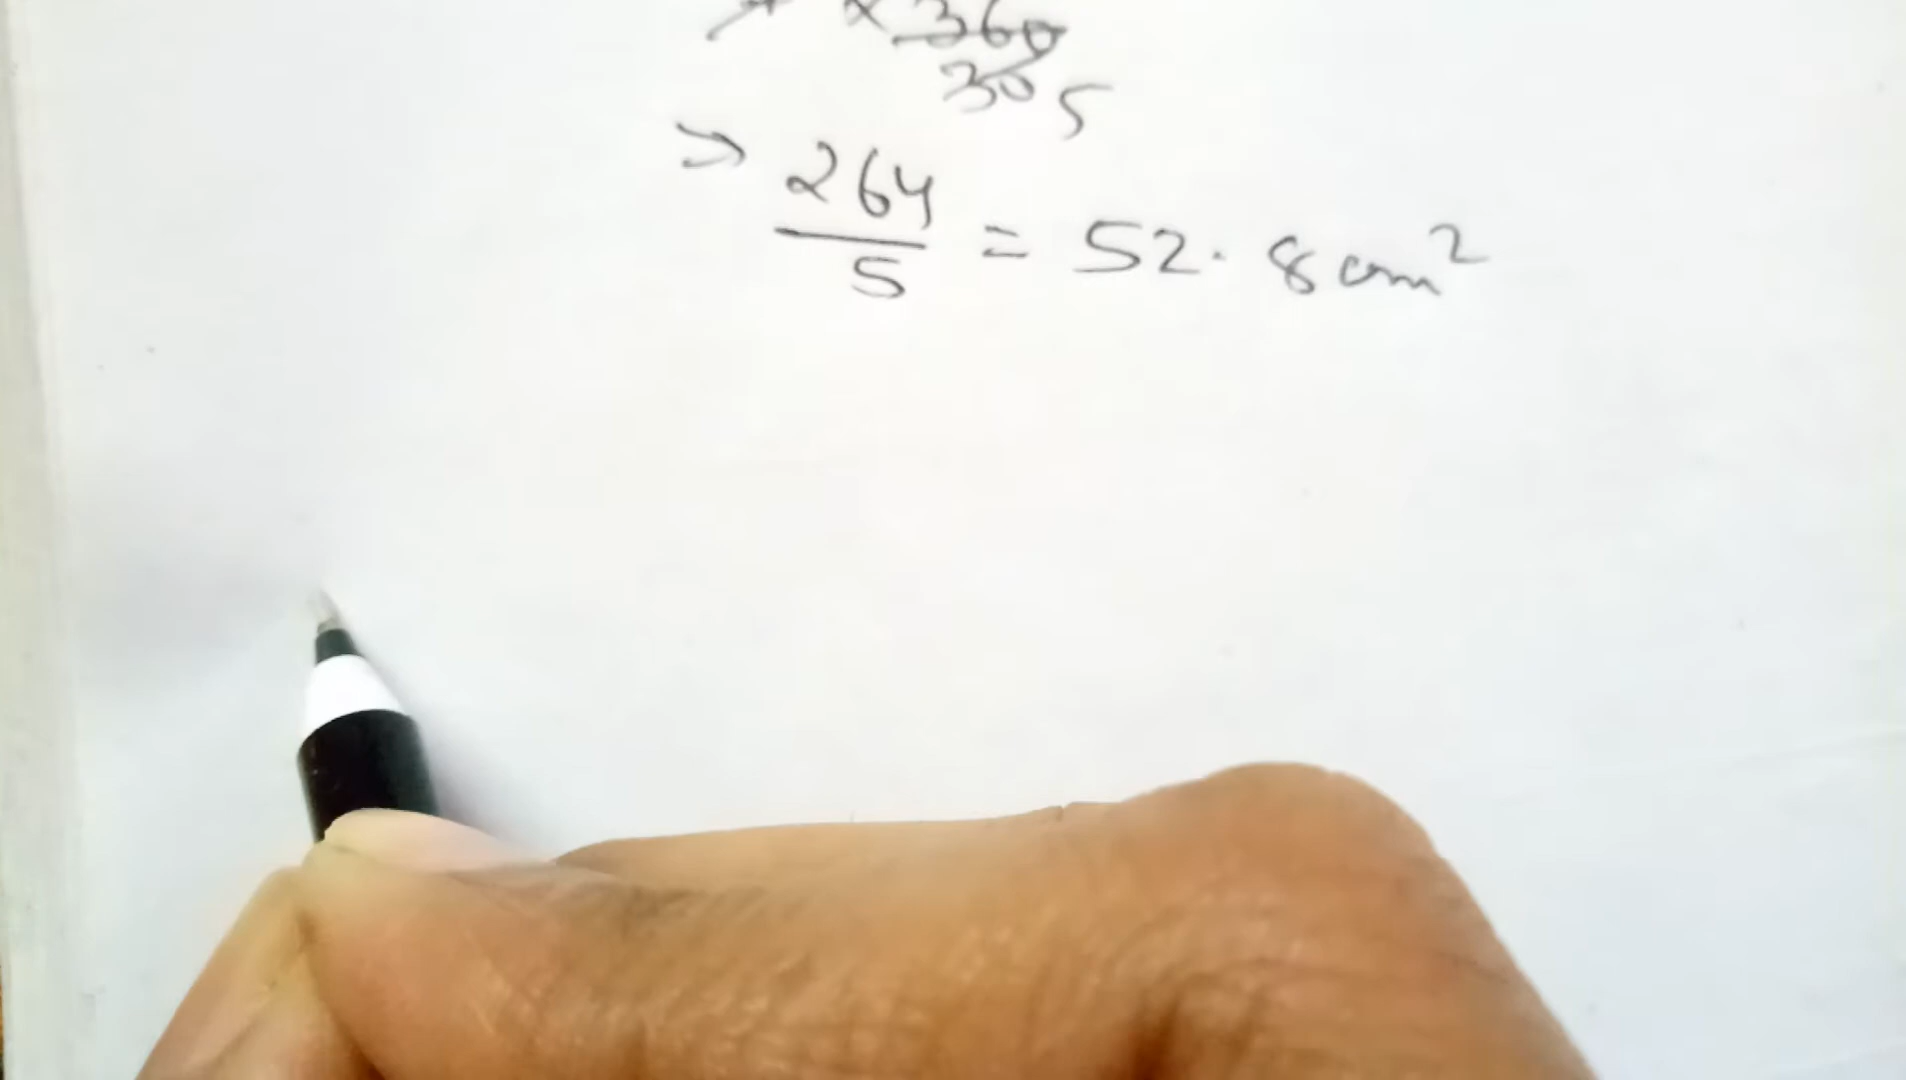 × 360
30 5
⇒ 264
5 = 52.8 cm²